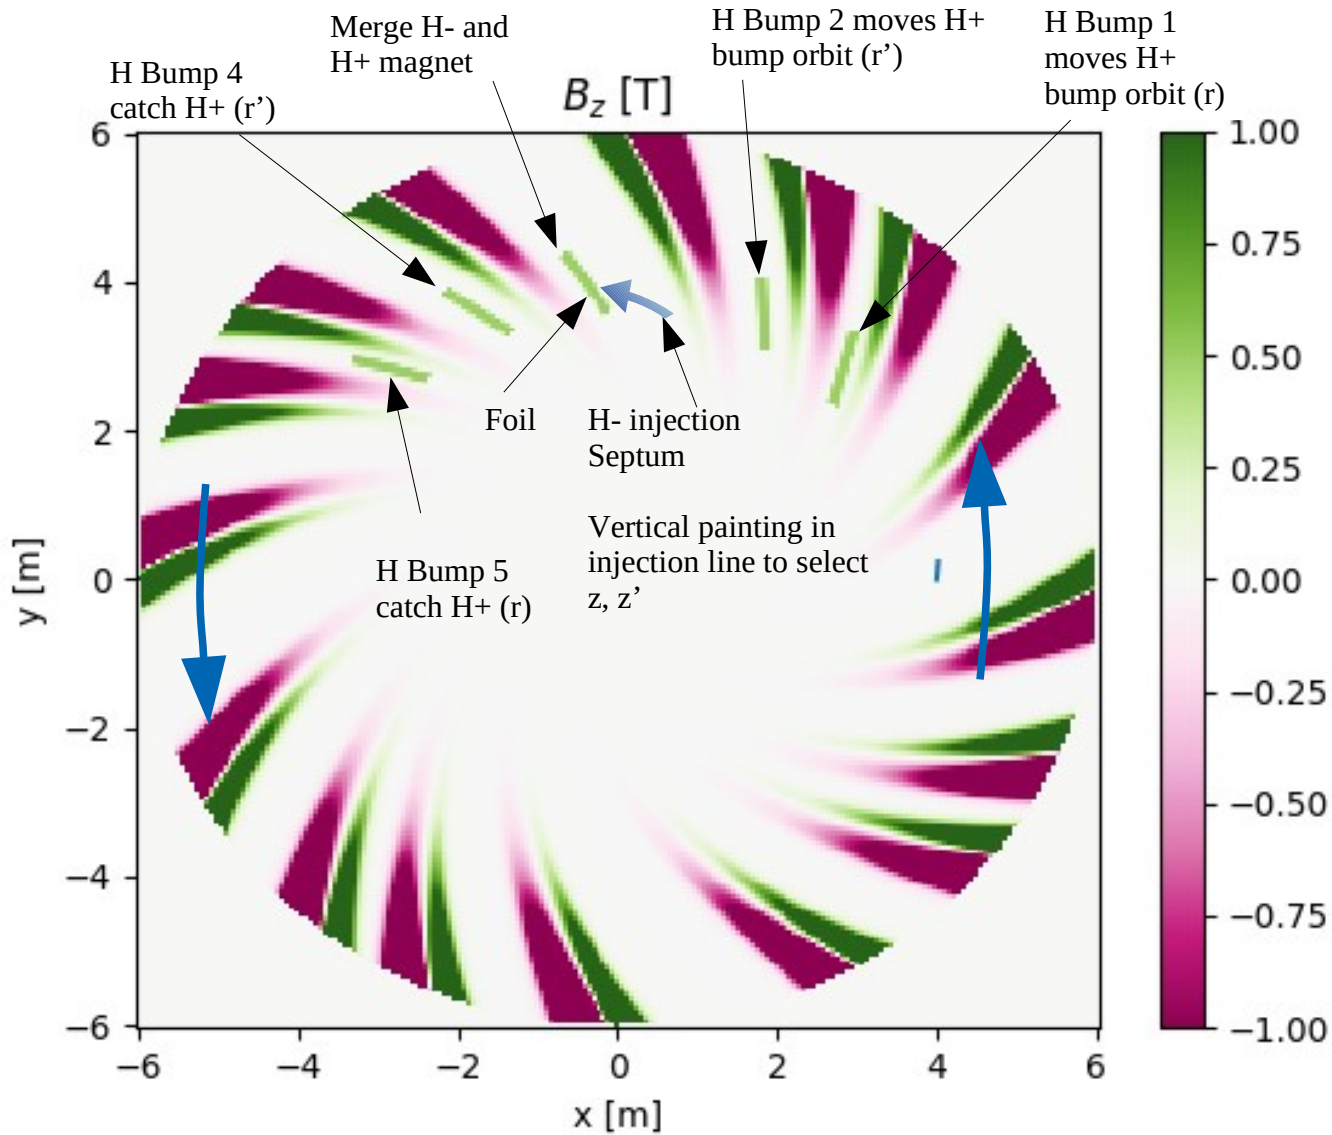 H Bump 4
catch H+ (r’)
Merge H- and
H+ magnet
H Bump 2 moves H+
bump orbit (r’)
H Bump 1
moves H+
bump orbit (r)
Bz [T]
Foil
H- injection
Septum
Vertical painting in
injection line to select
z, z’
H Bump 5
catch H+ (r)
y [m]
6
4
2
0
−2
−4
−6
−6
−4
−2
0
2
4
6
x [m]
1.00
0.75
0.50
0.25
0.00
−0.25
−0.50
−0.75
−1.00